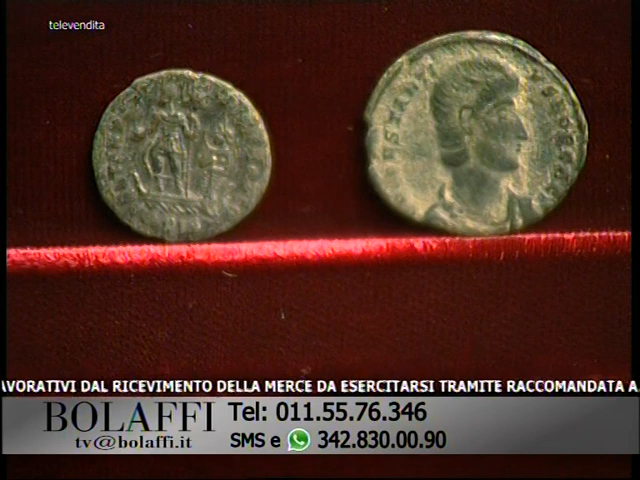 televendita
AVORATIVI DAL RICEVIMENTO DELLA MERCE DA ESERCITARSI TRAMITE RACCOMANDATA A.
BOLAFFI
tv@bolaffi.it
Tel: 011.55.76.346
SMS e 342.830.00.90